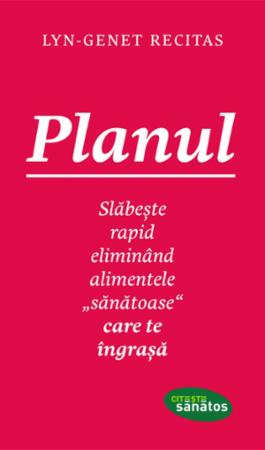 LYN-GENET RECITAS
Planul
Slăbește
rapid
eliminând
alimentele
„sănătoase“
care te
îngrașă
CITEȘTE
sănătos